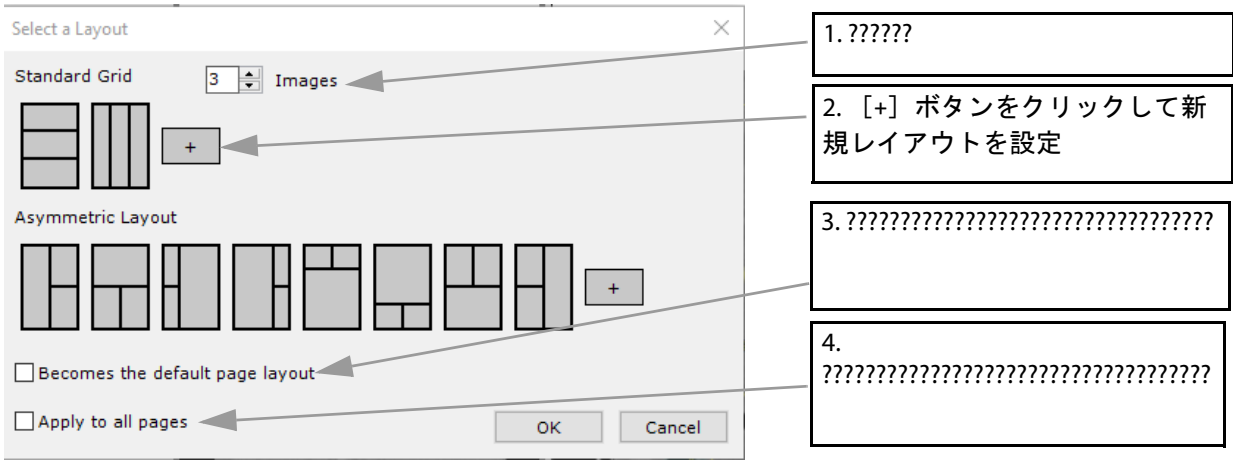 Select a Layout
Standard Grid
3
Images
+
Asymmetric Layout
+
Becomes the default page layout
Apply to all pages
OK
Cancel
1. ??????
2.［+］ボタンをクリックして新
規レイアウトを設定
3. ??????????????????????????????????
4.
????????????????????????????????????